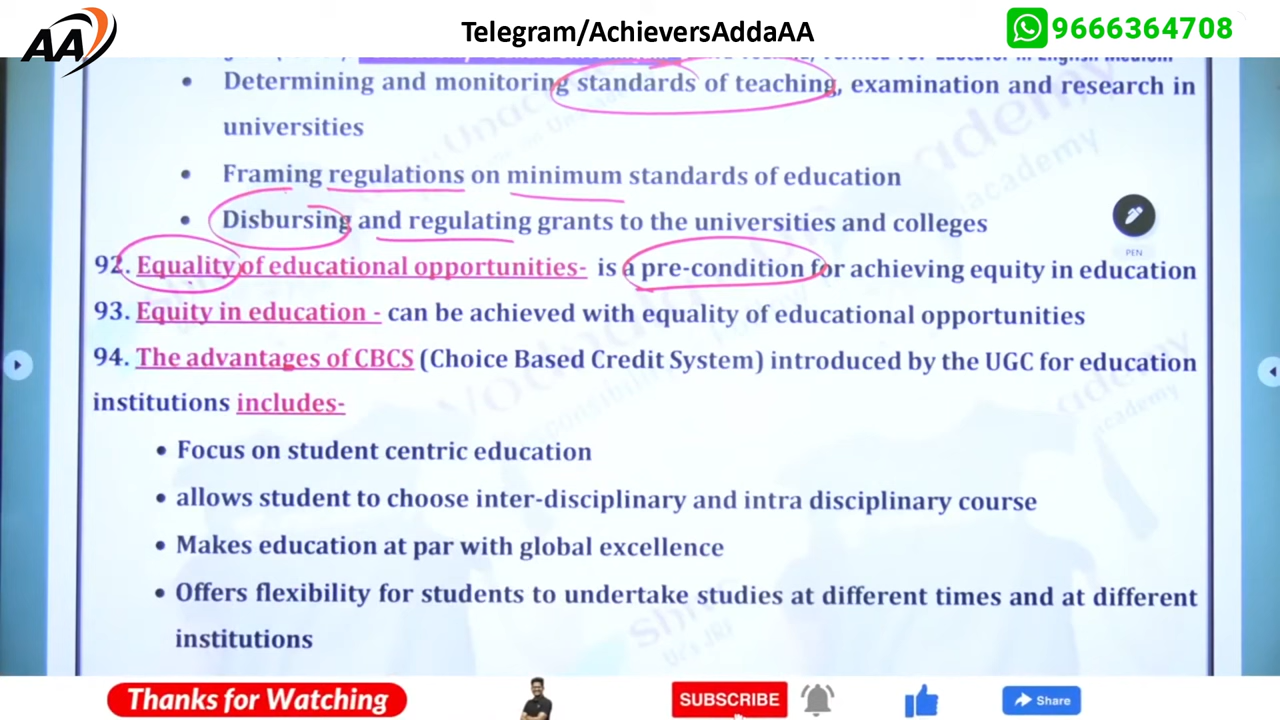 AA
Telegram/AchieversAddaAA
9666364708
Determining and monitoring standards of teaching, examination and research in
universities
Framing regulations on minimum standards of education
Disbursing and regulating grants to the universities and colleges
PEN
92. Equality of educational opportunities- is a pre-condition for achieving equity in education
93. Equity in education - can be achieved with equality of educational opportunities
94. The advantages of CBCS (Choice Based Credit System) introduced by the UGC for education
institutions includes-
• Focus on student centric education
• allows student to choose inter-disciplinary and intra disciplinary course
• Makes education at par with global excellence
• Offers flexibility for students to undertake studies at different times and at different
institutions
Thanks for Watching
SUBSCRIBE
Share